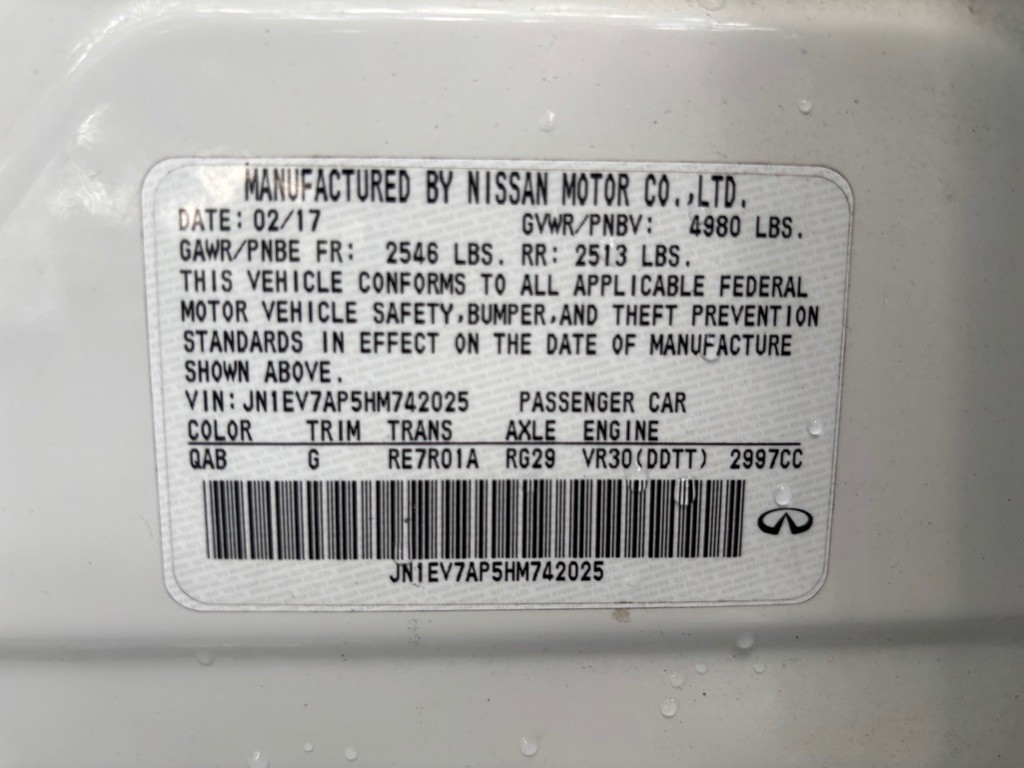 MANUFACTURED BY NISSAN MOTOR CO.,LTD.
DATE: 02/17 GVWR/PNBV: 4980 LBS.
GAWR/PNBE FR: 2546 LBS. RR: 2513 LBS.
THIS VEHICLE CONFORMS TO ALL APPLICABLE FEDERAL
MOTOR VEHICLE SAFETY,BUMPER,AND THEFT PREVENTION
STANDARDS IN EFFECT ON THE DATE OF MANUFACTURE
SHOWN ABOVE.
VIN: JN1EV7AP5HM742025 PASSENGER CAR
COLOR TRIM TRANS AXLE ENGINE
QAB G RE7R01A RG29 VR30(DDTT) 2997CC
JN1EV7AP5HM742025